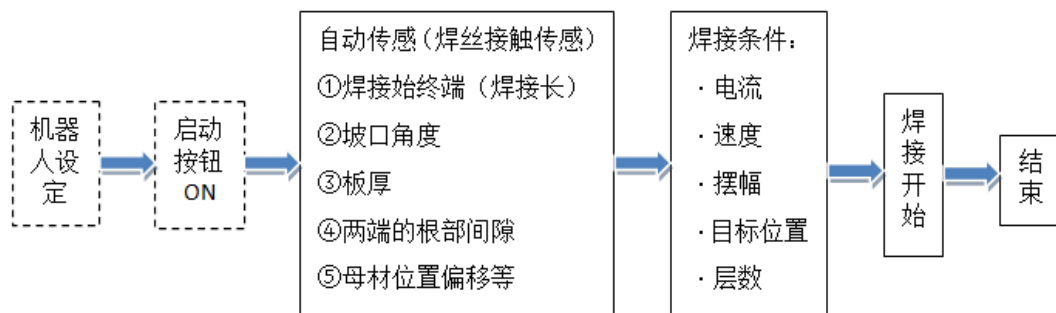 机器
人设
定
启动
按钮
ON
自动传感（焊丝接触传感）
①焊接始终端（焊接长）
②坡口角度
③板厚
④两端的根部间隙
⑤母材位置偏移等
焊接条件：
·电流
·速度
·摆幅
·目标位置
·层数
焊
接
开
始
结
束